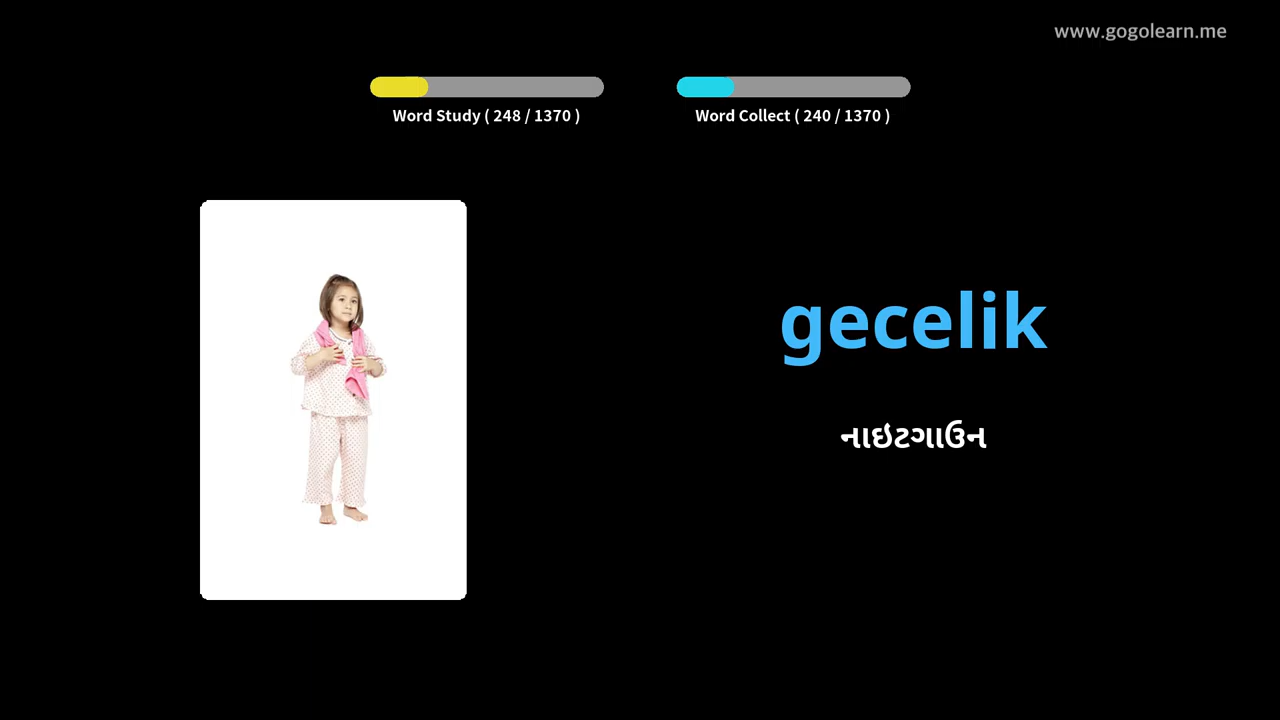 www.gogolearn.me
Word Study ( 248 / 1370 )
Word Collect ( 240 / 1370 )
gecelik
નાઇટગાઉન